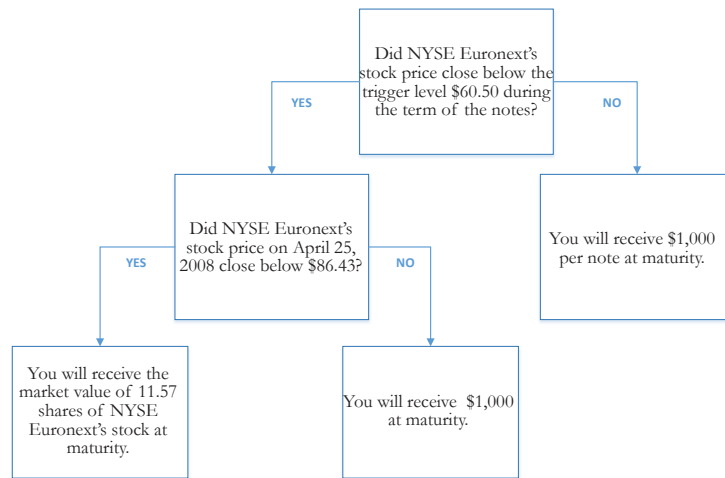 Did NYSE Euronext's
stock price close below the
trigger level $60.50 during
the term of the notes?
YES
NO
Did NYSE Euronext's
stock price on April 25,
2008 close below $86.43?
You will receive $1,000
per note at maturity.
YES
NO
You will receive the
market value of 11.57
shares of NYSE
Euronext's stock at
maturity.
You will receive $1,000
at maturity.